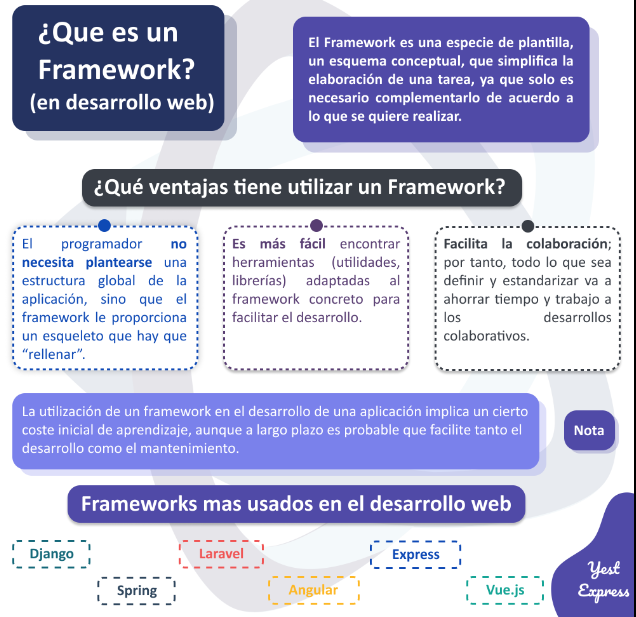 ¿Que es un
Framework?
(en desarrollo web)
El Framework es una especie de plantilla,
un esquema conceptual, que simplifica la
elaboración de una tarea, ya que solo es
necesario complementarlo de acuerdo a
lo que se quiere realizar.
¿Qué ventajas tiene utilizar un Framework?
El programador no
necesita plantearse una
estructura global de la
aplicación, sino que el
framework le proporciona
un esqueleto que hay que
“rellenar”.
Es más fácil encontrar
herramientas (utilidades,
librerías) adaptadas al
framework concreto para
facilitar el desarrollo.
Facilita la colaboración;
por tanto, todo lo que sea
definir y estandarizar va a
ahorrar tiempo y trabajo a
los desarrollos
colaborativos.
La utilización de un framework en el desarrollo de una aplicación implica un cierto
coste inicial de aprendizaje, aunque a largo plazo es probable que facilite tanto el
desarrollo como el mantenimiento.
Nota
Frameworks mas usados en el desarrollo web
Django
Laravel
Express
Spring
Angular
Vue.js
Yest
Express